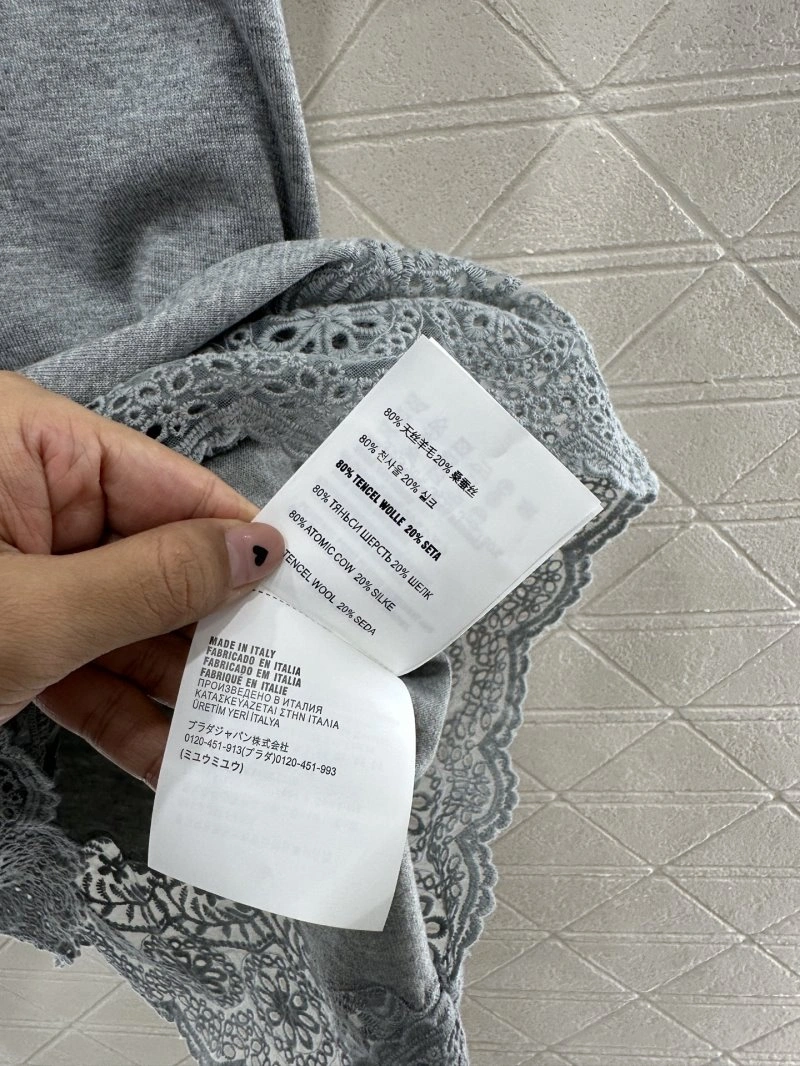 80% 天丝羊毛20% 桑蚕丝
80% 천사울 20% 실크
80% TENCEL WOLLE 20% SETA
80% ТЯНЬСИ ШЕРСТЬ 20% ШЕЛК
80% ATOMIC COW 20% SILKE
TENCEL WOOL 20% SEDA
MADE IN ITALY
FABRICADO EN ITALIA
FABRICADO EM ITALIA
FABRIQUÉ EN ITALIE
ПРОИЗВЕДЕНО В ИТАЛИЯ
ΚΑΤΑΣΚΕΥΑΖΕΤΑΙ ΣΤΗΝ ΙΤΑΛΙΑ
ÜRETİM YERİ İTALYA
プラダジャパン株式会社
0120-451-913(プラダ)0120-451-993
(ミュウミュウ)